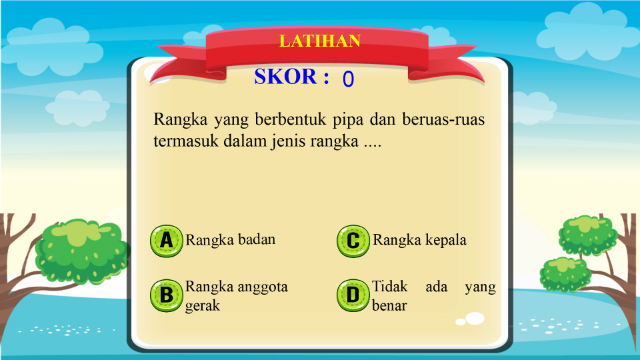 LATIHAN
SKOR : 0
Rangka yang berbentuk pipa dan beruas-ruas
termasuk dalam jenis rangka ....
A Rangka badan
C Rangka kepala
B Rangka anggota
gerak
D Tidak ada yang
benar